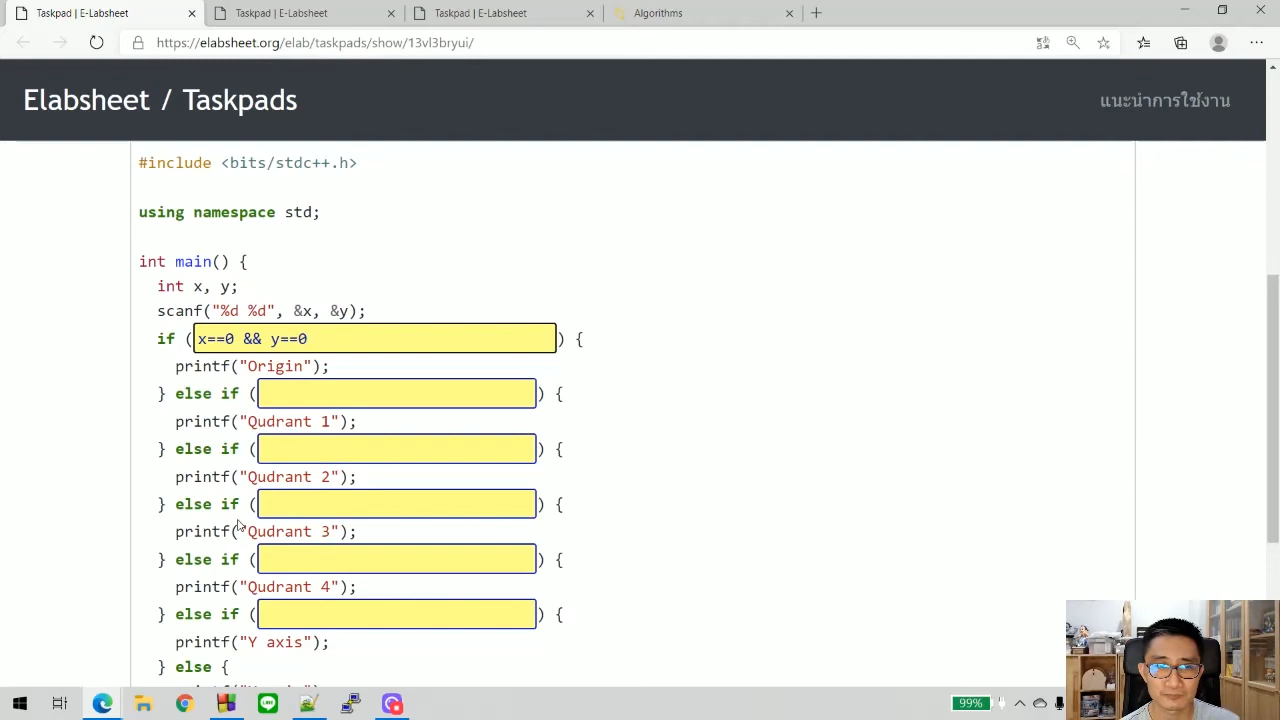 Taskpad | E-Labsheet
Taskpad | E-Labsheet
Taskpad | E-Labsheet
Algorithms
https://elabsheet.org/elab/taskpads/show/13vl3bryui/
Elabsheet / Taskpads
แนะนำการใช้งาน
#include <bits/stdc++.h>
using namespace std;
int main() {
int x, y;
scanf("%d %d", &x, &y);
if (x==0 && y==0) {
printf("Origin");
} else if () {
printf("Qudrant 1");
} else if () {
printf("Qudrant 2");
} else if () {
printf("Qudrant 3");
} else if () {
printf("Qudrant 4");
} else if () {
printf("Y axis");
} else {
99%